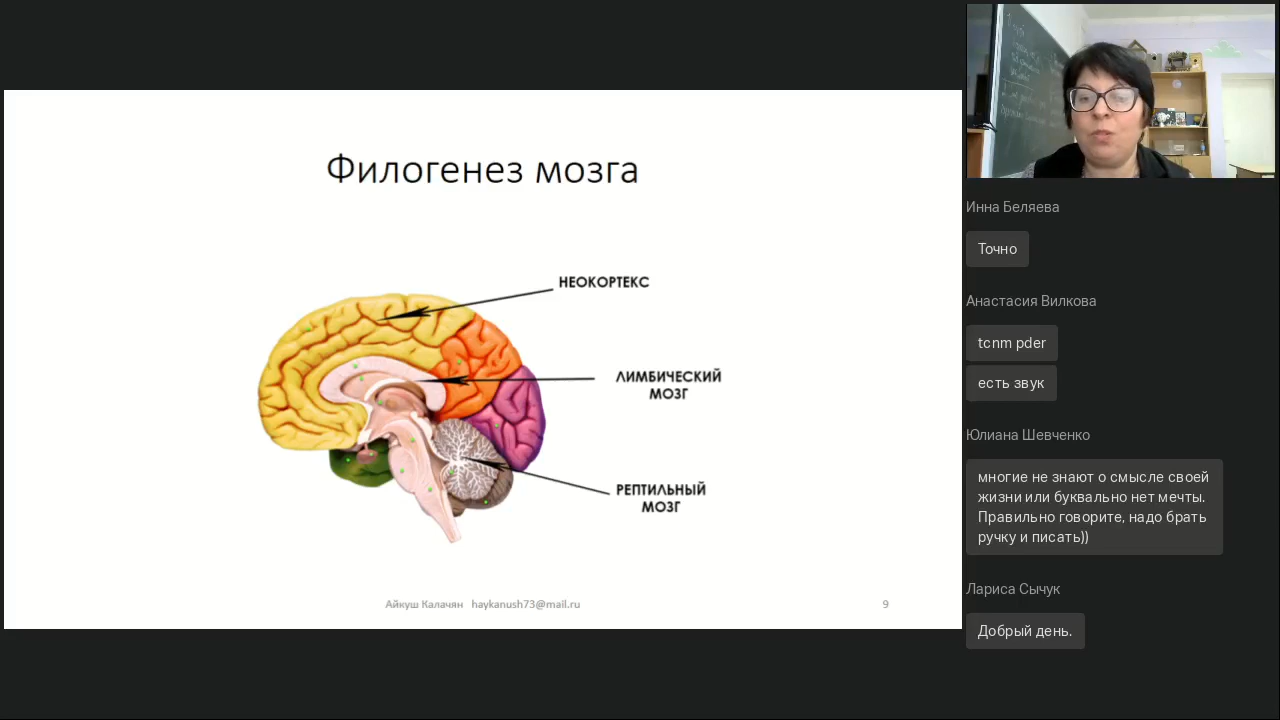 Филогенез мозга
НЕОКОРТЕКС
ЛИМБИЧЕСКИЙ
МОЗГ
РЕПТИЛЬНЫЙ
МОЗГ
Айкуш Калачян haykanush73@mail.ru
9
Инна Беляева
Точно
Анастасия Вилкова
tcnm pder
есть звук
Юлиана Шевченко
многие не знают о смысле своей
жизни или буквально нет мечты.
Правильно говорите, надо брать
ручку и писать))
Лариса Сычук
Добрый день.